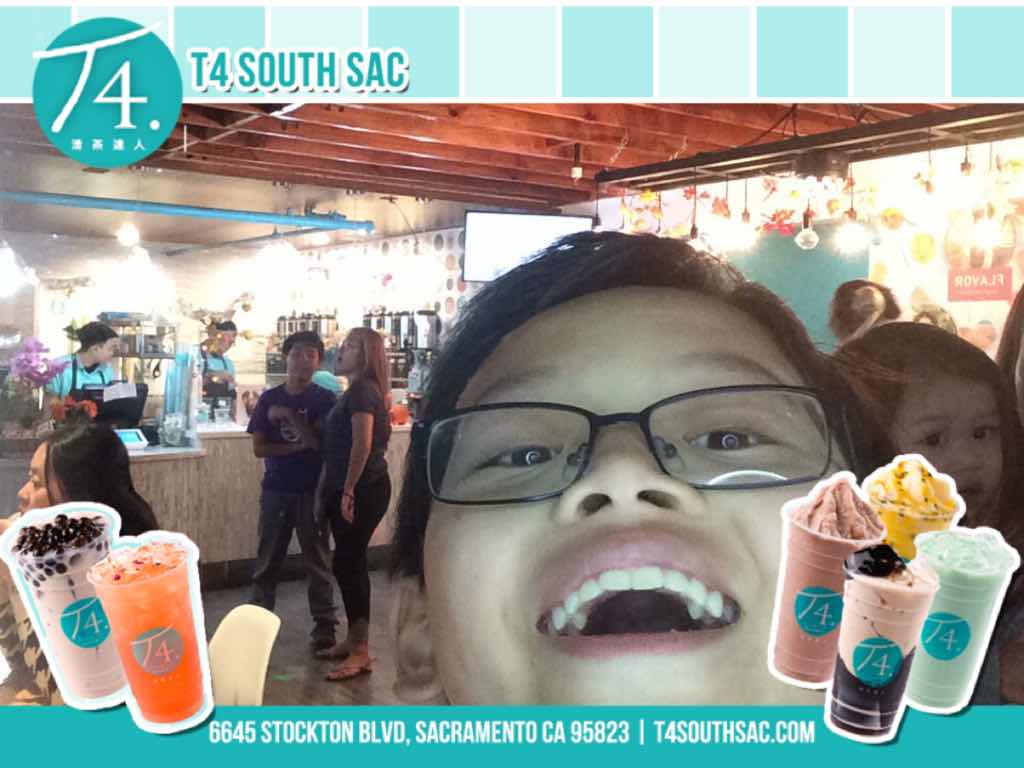 T4.
清茶達人
T4 SOUTH SAC
FLAVOR
T4.
T4.
T4.
T4.
T4.
6645 STOCKTON BLVD, SACRAMENTO CA 95823 | T4SOUTHSAC.COM